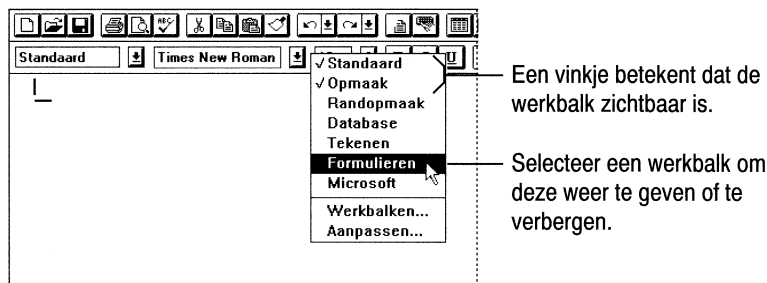 Standaard Times New Roman
√ Standaard
√ Opmaak
Randopmaak
Database
Tekenen
Formulieren
Microsoft
Werkbalken...
Aanpassen...
Een vinkje betekent dat de
werkbalk zichtbaar is.
Selecteer een werkbalk om
deze weer te geven of te
verbergen.